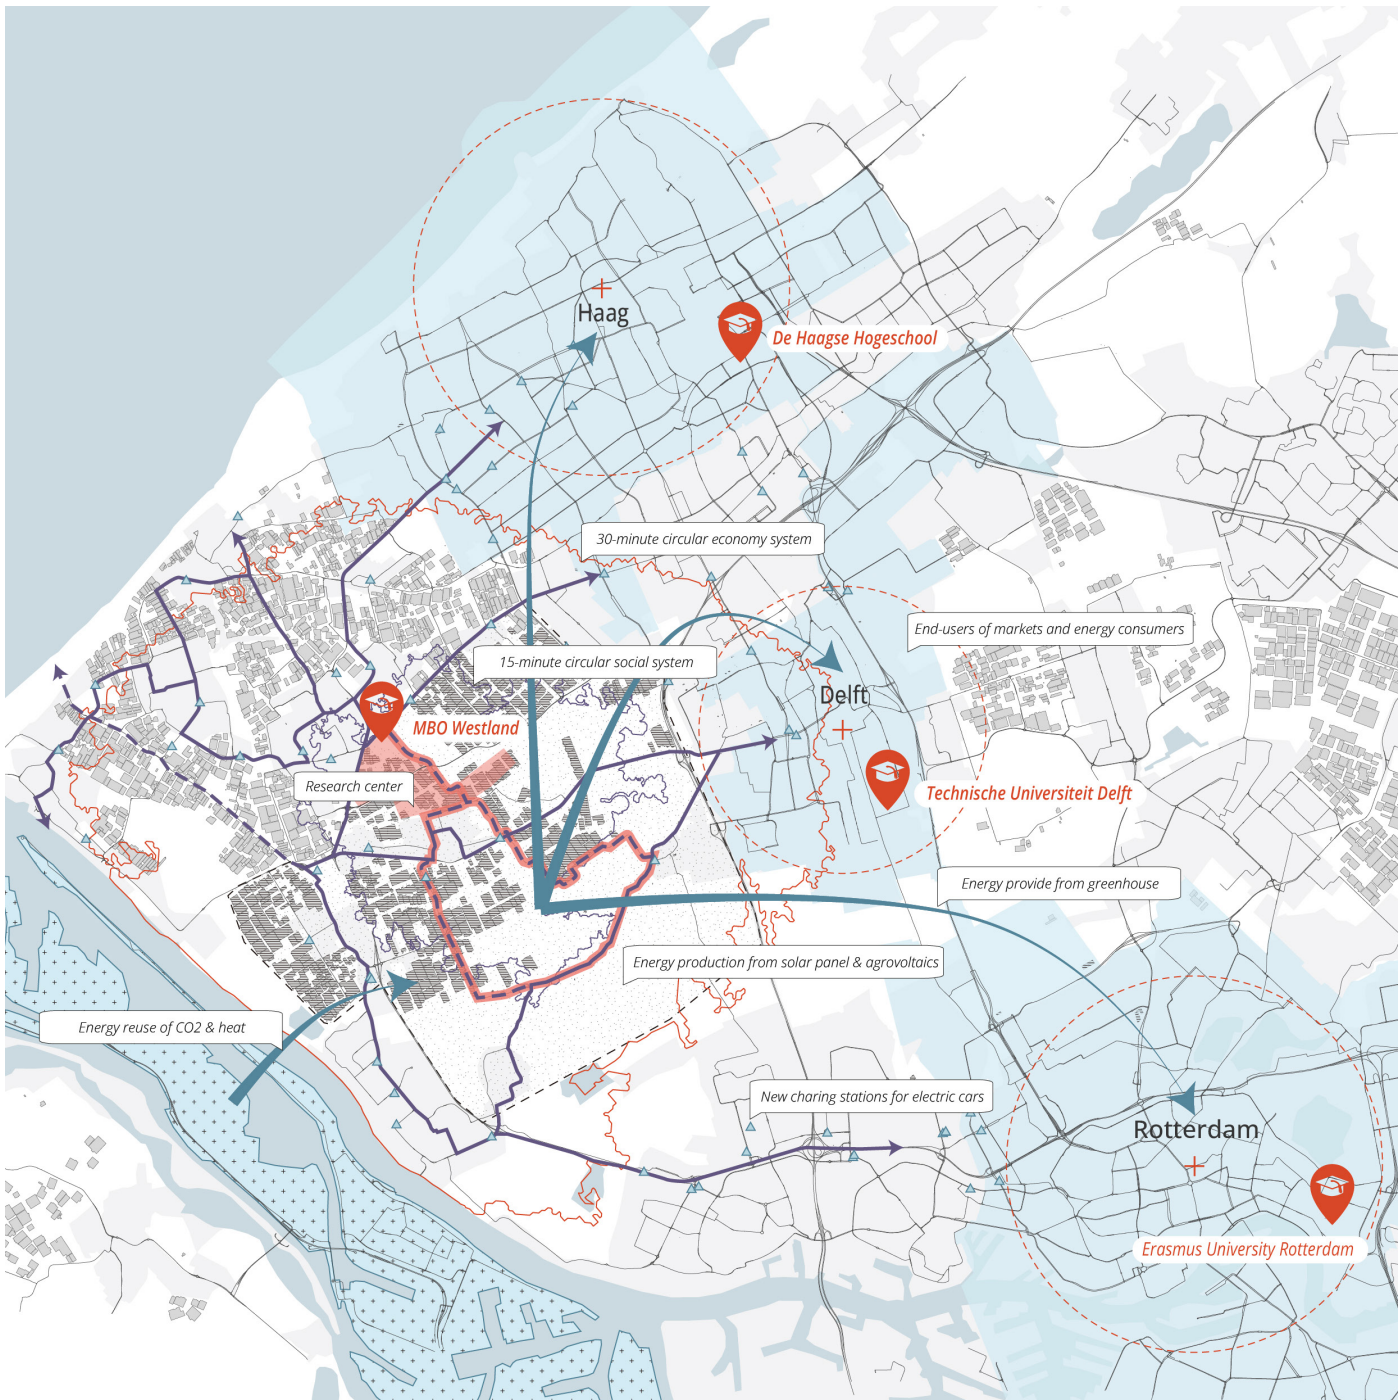 Haag
De Haagse Hogeschool
30-minute circular economy system
End-users of markets and energy consumers
15-minute circular social system
Delft
MBO Westland
Research center
Technische Universiteit Delft
Energy provide from greenhouse
Energy production from solar panel & agrovoltaics
Energy reuse of CO2 & heat
New charing stations for electric cars
Rotterdam
Erasmus University Rotterdam